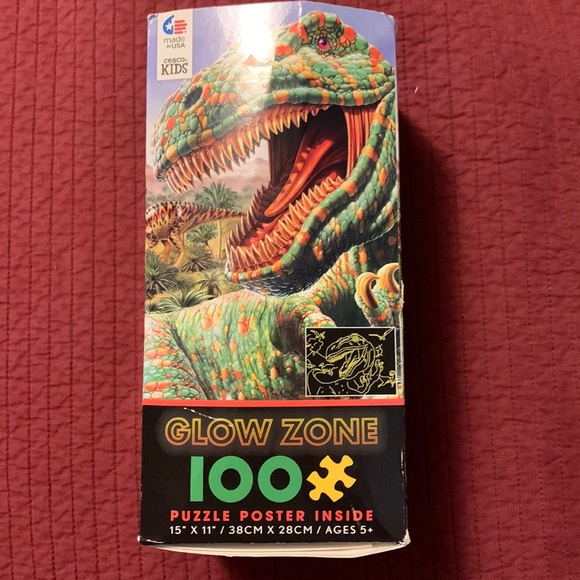 made
in USA
ceaco®
KIDS
GLOW ZONE
100
PUZZLE POSTER INSIDE
15" X 11" / 38CM X 28CM / AGES 5+